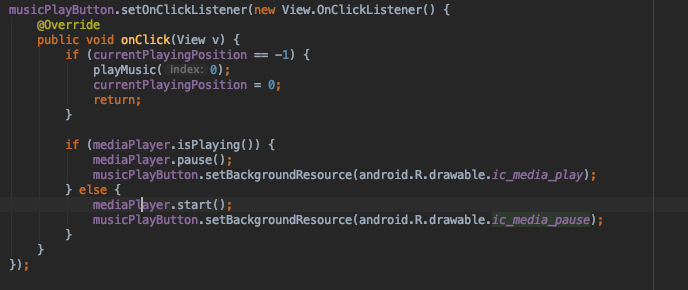 musicPlayButton.setOnClickListener(new View.OnClickListener() {
    @Override
    public void onClick(View v) {
        if (currentPlayingPosition == -1) {
            playMusic( index: 0);
            currentPlayingPosition = 0;
            return;
        }

        if (mediaPlayer.isPlaying()) {
            mediaPlayer.pause();
            musicPlayButton.setBackgroundResource(android.R.drawable.ic_media_play);
        } else {
            mediaPlayer.start();
            musicPlayButton.setBackgroundResource(android.R.drawable.ic_media_pause);
        }
    }
});